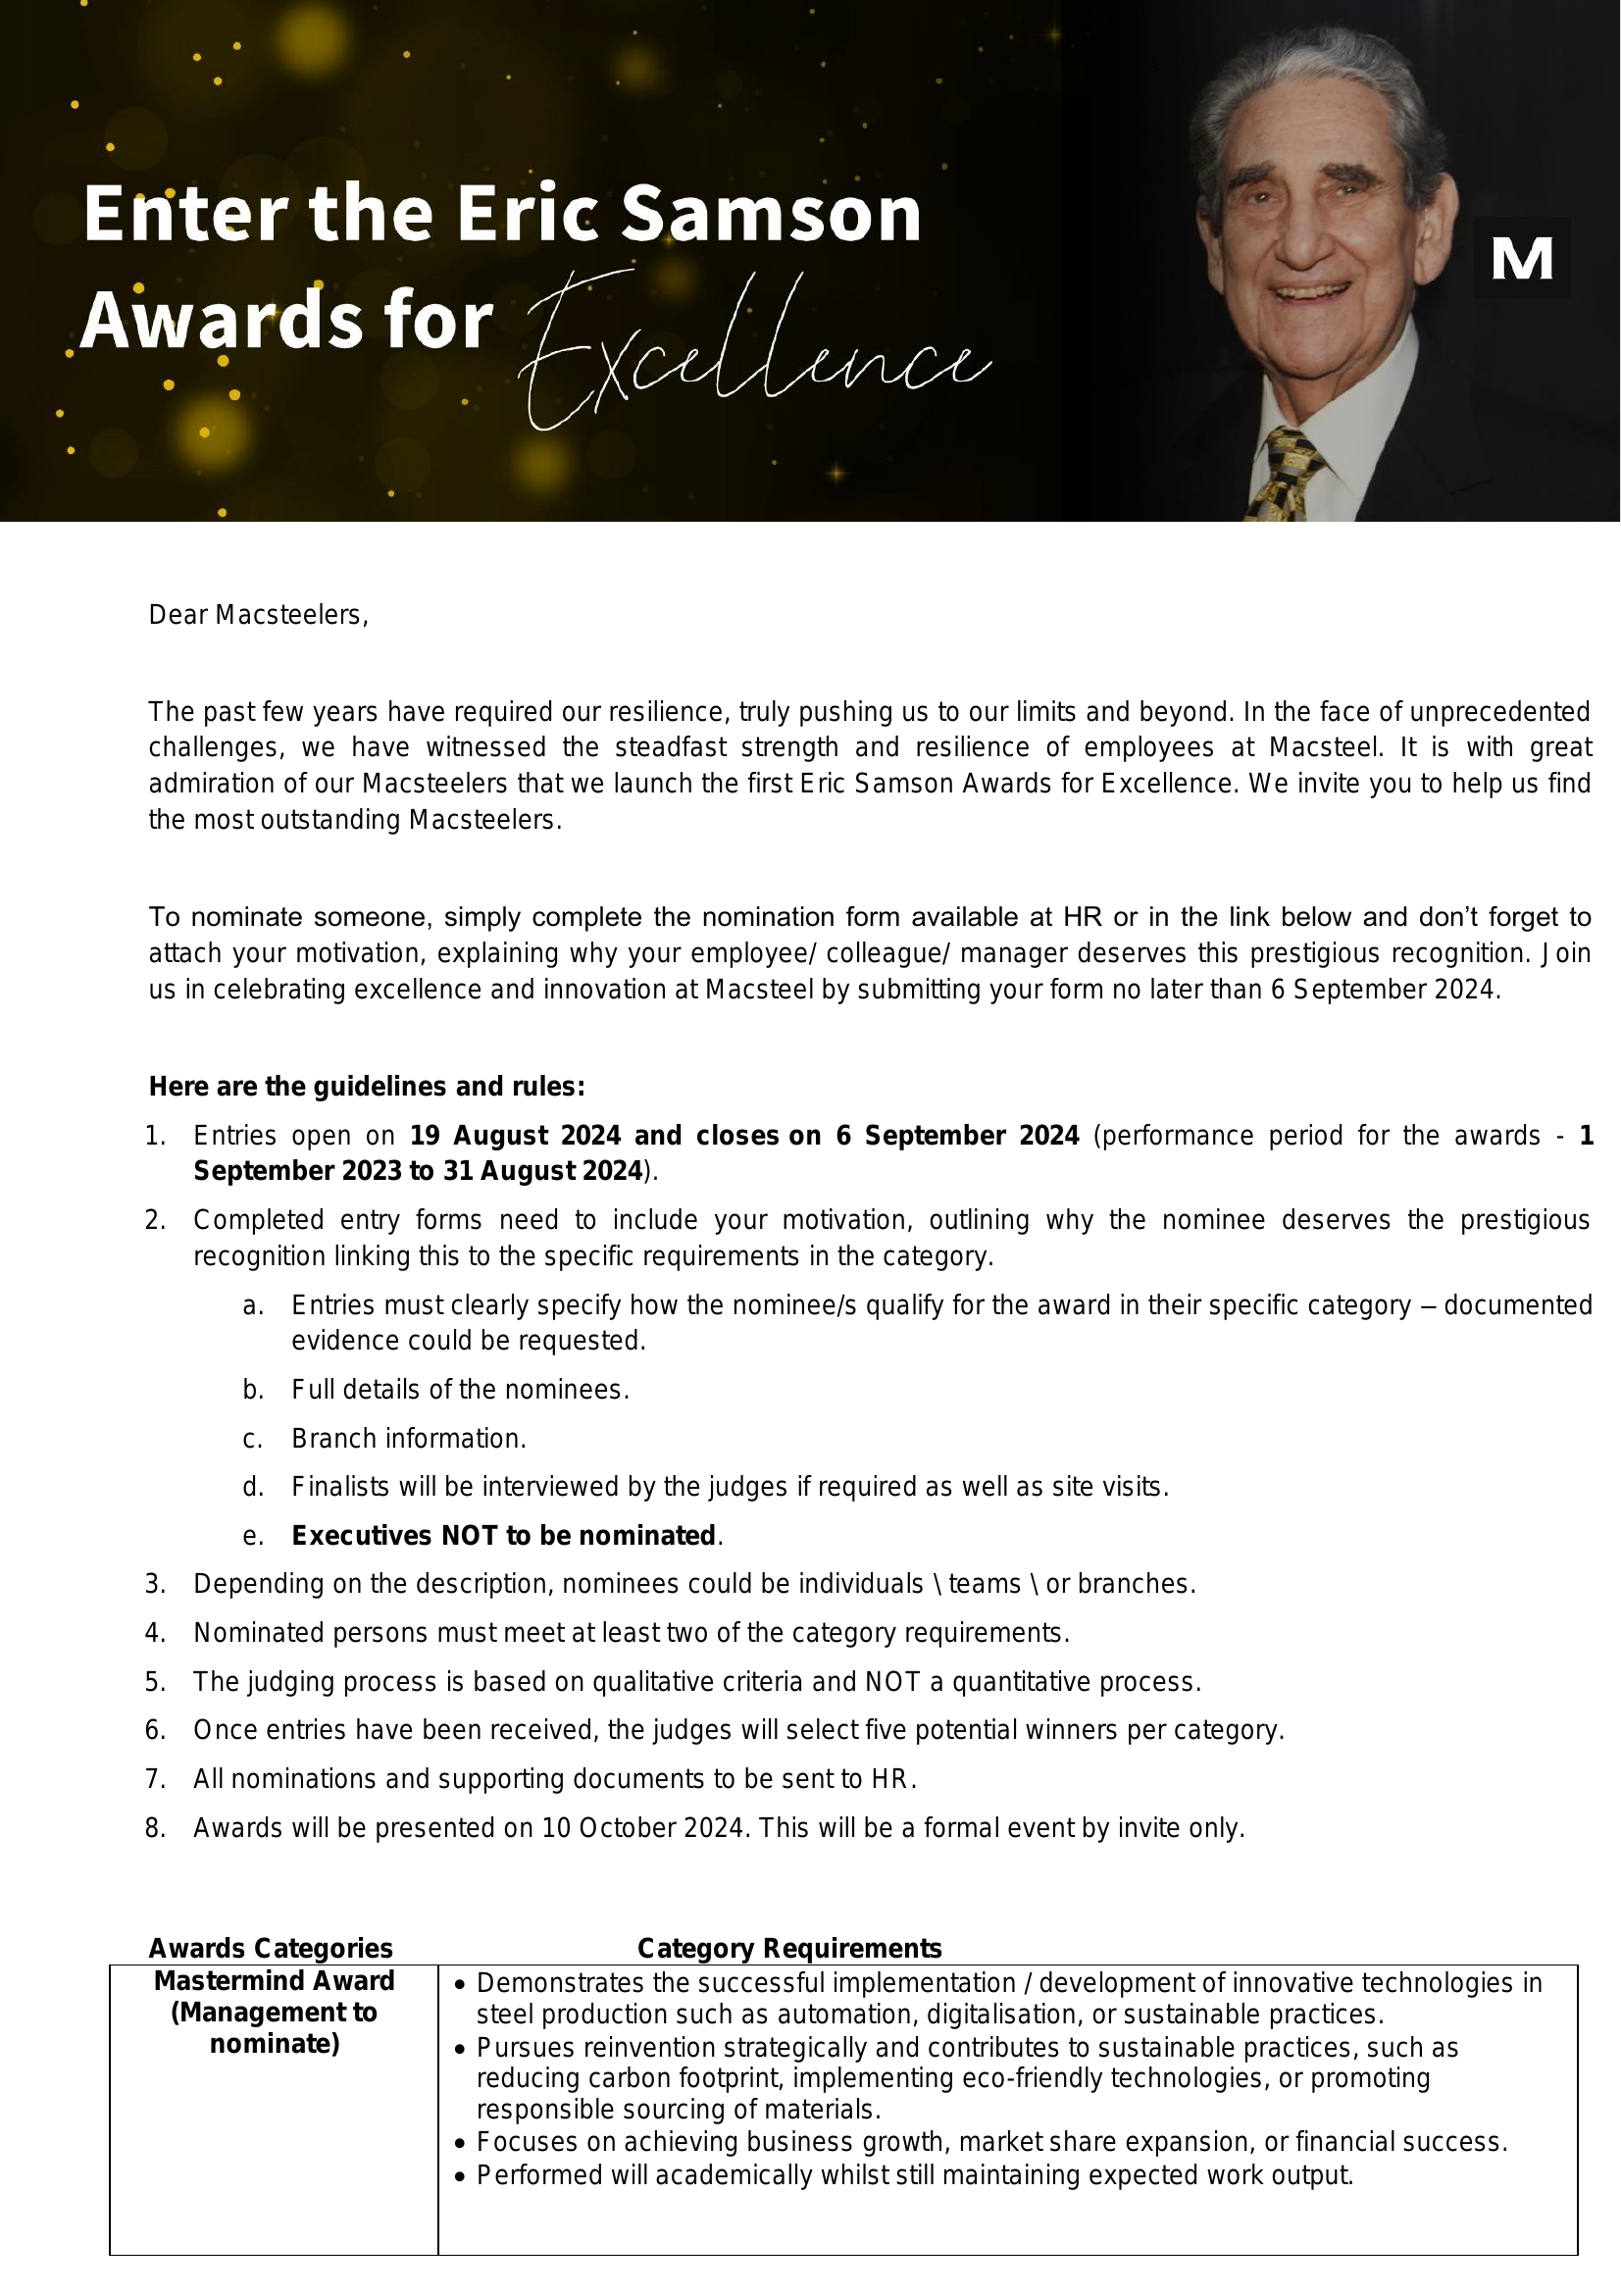 Enter the Eric Samson
Awards for Excellence
M
Dear Macsteelers,
The past few years have required our resilience, truly pushing us to our limits and beyond. In the face of unprecedented
challenges, we have witnessed the steadfast strength and resilience of employees at Macsteel. It is with great
admiration of our Macsteelers that we launch the first Eric Samson Awards for Excellence. We invite you to help us find
the most outstanding Macsteelers.
To nominate someone, simply complete the nomination form available at HR or in the link below and don’t forget to
attach your motivation, explaining why your employee/ colleague/ manager deserves this prestigious recognition. Join
us in celebrating excellence and innovation at Macsteel by submitting your form no later than 6 September 2024.
Here are the guidelines and rules:
1. Entries open on 19 August 2024 and closes on 6 September 2024 (performance period for the awards - 1
September 2023 to 31 August 2024).
2. Completed entry forms need to include your motivation, outlining why the nominee deserves the prestigious
recognition linking this to the specific requirements in the category.
a. Entries must clearly specify how the nominee/s qualify for the award in their specific category – documented
evidence could be requested.
b. Full details of the nominees.
c. Branch information.
d. Finalists will be interviewed by the judges if required as well as site visits.
e. Executives NOT to be nominated.
3. Depending on the description, nominees could be individuals \ teams \ or branches.
4. Nominated persons must meet at least two of the category requirements.
5. The judging process is based on qualitative criteria and NOT a quantitative process.
6. Once entries have been received, the judges will select five potential winners per category.
7. All nominations and supporting documents to be sent to HR.
8. Awards will be presented on 10 October 2024. This will be a formal event by invite only.
Awards Categories Category Requirements
Mastermind Award
(Management to
nominate)
• Demonstrates the successful implementation / development of innovative technologies in
steel production such as automation, digitalisation, or sustainable practices.
• Pursues reinvention strategically and contributes to sustainable practices, such as
reducing carbon footprint, implementing eco-friendly technologies, or promoting
responsible sourcing of materials.
• Focuses on achieving business growth, market share expansion, or financial success.
• Performed will academically whilst still maintaining expected work output.